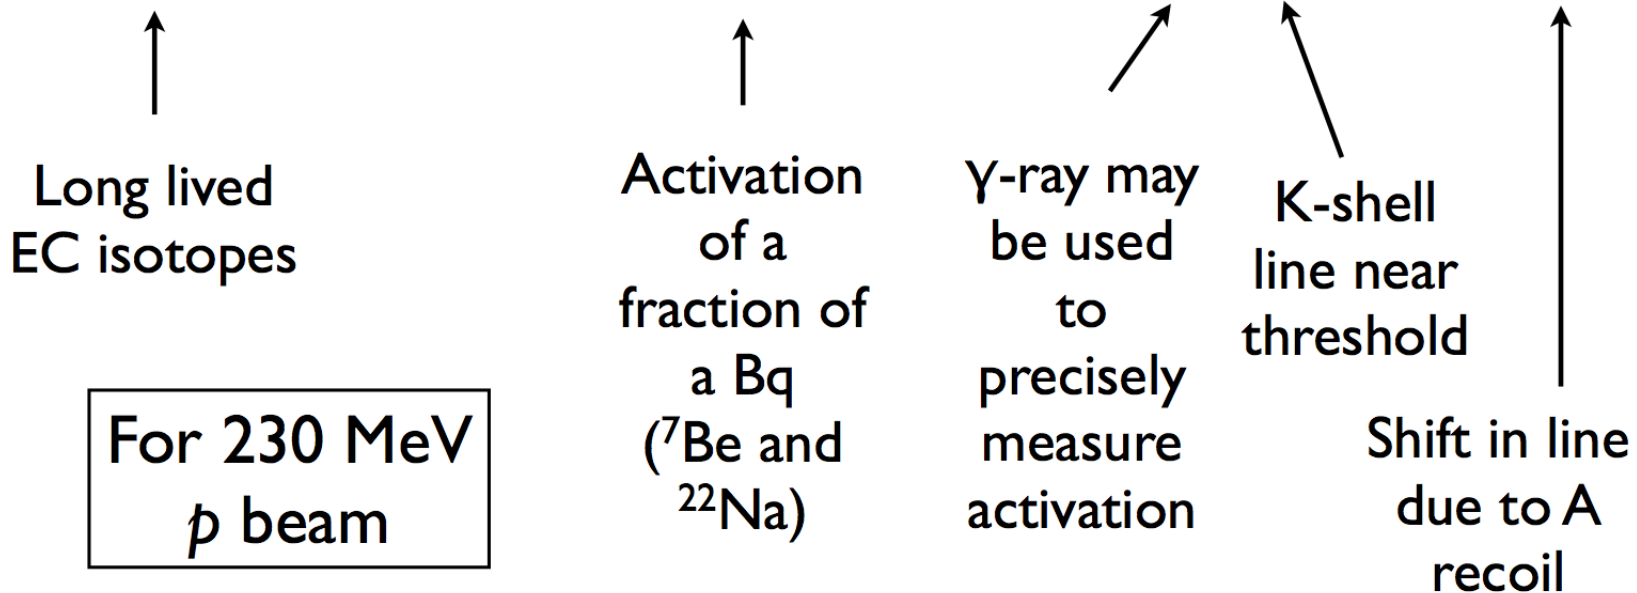 Long lived
EC isotopes
For 230 MeV
p beam
Activation
of a
fraction of
a Bq
(⁷Be and
²²Na)
γ-ray may
be used
to
precisely
measure
activation
K-shell
line near
threshold
Shift in line
due to A
recoil